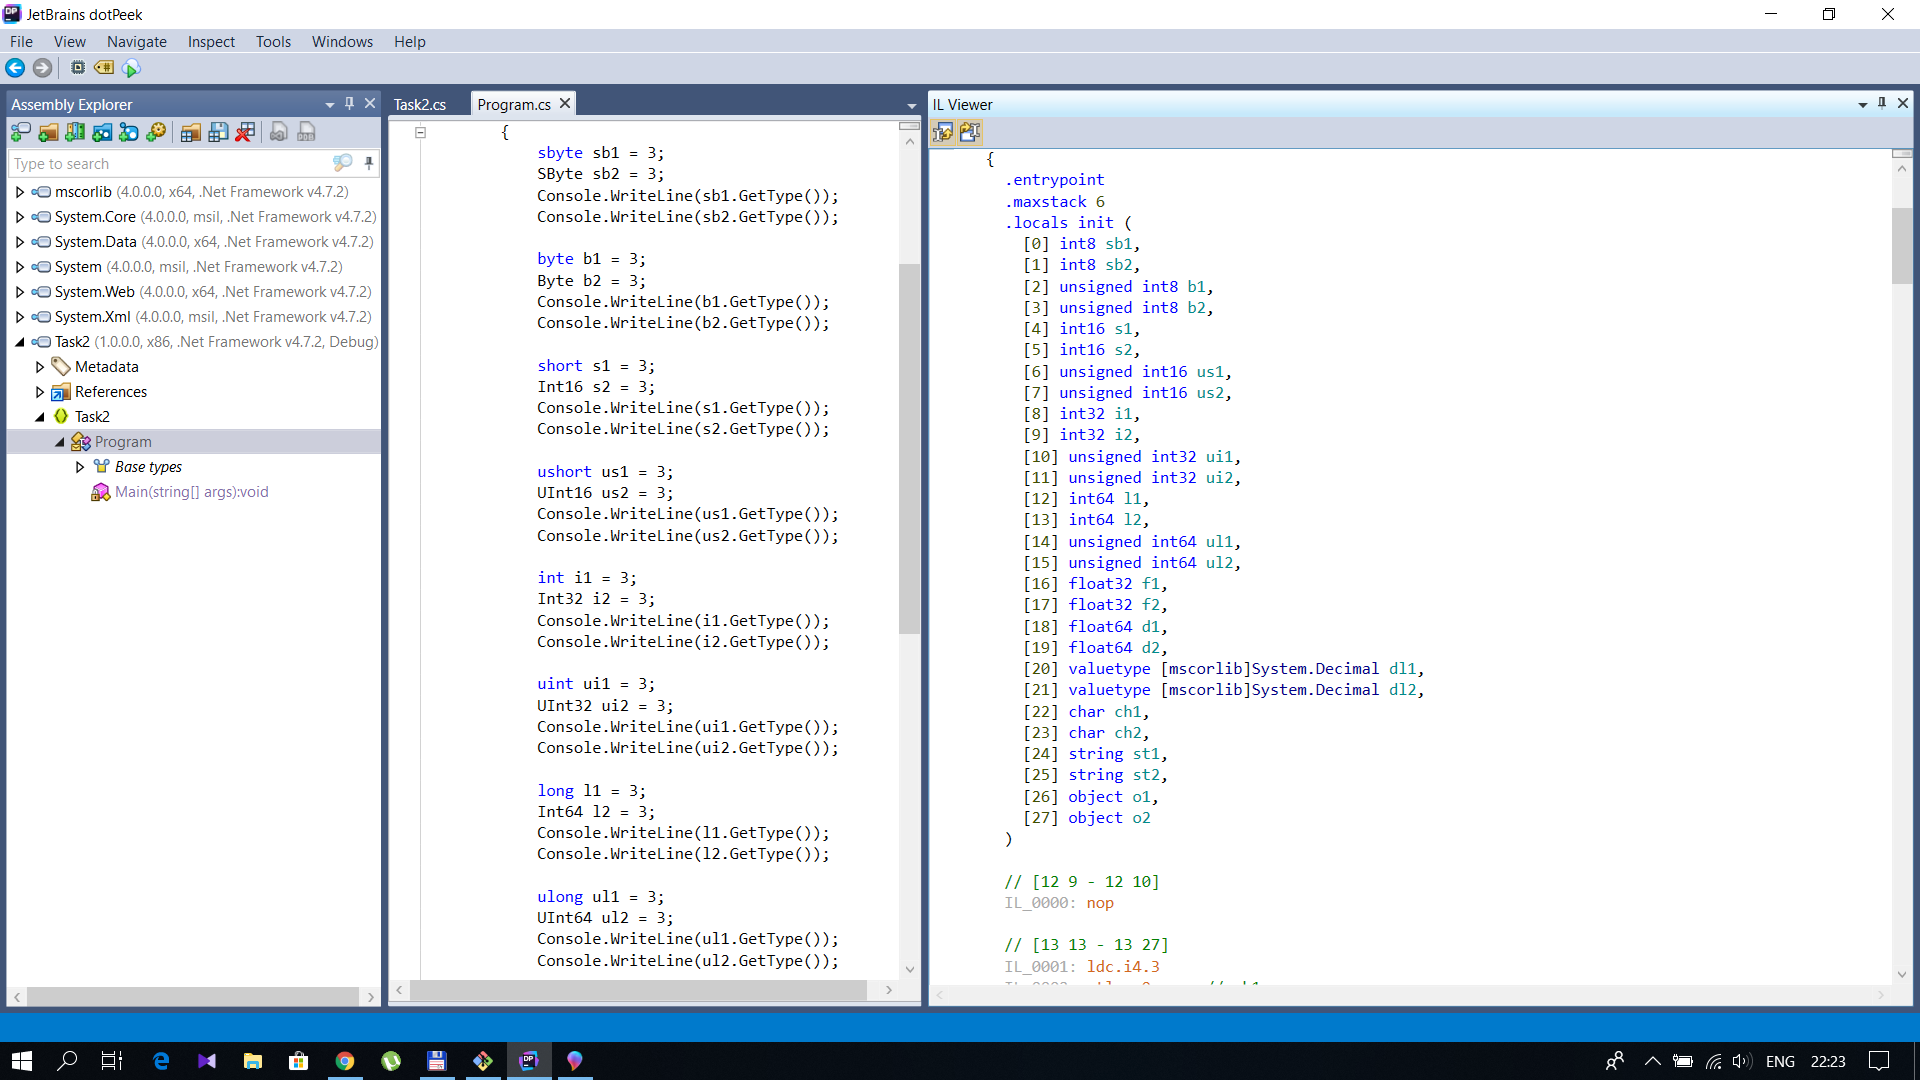 JetBrains dotPeek
File View Navigate Inspect Tools Windows Help
Assembly Explorer
Type to search
mscorlib (4.0.0.0, x64, .Net Framework v4.7.2)
System.Core (4.0.0.0, msil, .Net Framework v4.7.2)
System.Data (4.0.0.0, x64, .Net Framework v4.7.2)
System (4.0.0.0, msil, .Net Framework v4.7.2)
System.Web (4.0.0.0, x64, .Net Framework v4.7.2)
System.Xml (4.0.0.0, msil, .Net Framework v4.7.2)
Task2 (1.0.0.0, x86, .Net Framework v4.7.2, Debug)
Metadata
References
Task2
Program
Base types
Main(string[] args):void
Task2.cs Program.cs
{
sbyte sb1 = 3;
SByte sb2 = 3;
Console.WriteLine(sb1.GetType());
Console.WriteLine(sb2.GetType());
byte b1 = 3;
Byte b2 = 3;
Console.WriteLine(b1.GetType());
Console.WriteLine(b2.GetType());
short s1 = 3;
Int16 s2 = 3;
Console.WriteLine(s1.GetType());
Console.WriteLine(s2.GetType());
ushort us1 = 3;
UInt16 us2 = 3;
Console.WriteLine(us1.GetType());
Console.WriteLine(us2.GetType());
int i1 = 3;
Int32 i2 = 3;
Console.WriteLine(i1.GetType());
Console.WriteLine(i2.GetType());
uint ui1 = 3;
UInt32 ui2 = 3;
Console.WriteLine(ui1.GetType());
Console.WriteLine(ui2.GetType());
long l1 = 3;
Int64 l2 = 3;
Console.WriteLine(l1.GetType());
Console.WriteLine(l2.GetType());
ulong ul1 = 3;
UInt64 ul2 = 3;
Console.WriteLine(ul1.GetType());
Console.WriteLine(ul2.GetType());
IL Viewer
{
.entrypoint
.maxstack 6
.locals init (
[0] int8 sb1,
[1] int8 sb2,
[2] unsigned int8 b1,
[3] unsigned int8 b2,
[4] int16 s1,
[5] int16 s2,
[6] unsigned int16 us1,
[7] unsigned int16 us2,
[8] int32 i1,
[9] int32 i2,
[10] unsigned int32 ui1,
[11] unsigned int32 ui2,
[12] int64 l1,
[13] int64 l2,
[14] unsigned int64 ul1,
[15] unsigned int64 ul2,
[16] float32 f1,
[17] float32 f2,
[18] float64 d1,
[19] float64 d2,
[20] valuetype [mscorlib]System.Decimal dl1,
[21] valuetype [mscorlib]System.Decimal dl2,
[22] char ch1,
[23] char ch2,
[24] string st1,
[25] string st2,
[26] object o1,
[27] object o2
)
// [12 9 - 12 10]
IL_0000: nop
// [13 13 - 13 27]
IL_0001: ldc.i4.3
ENG 22:23